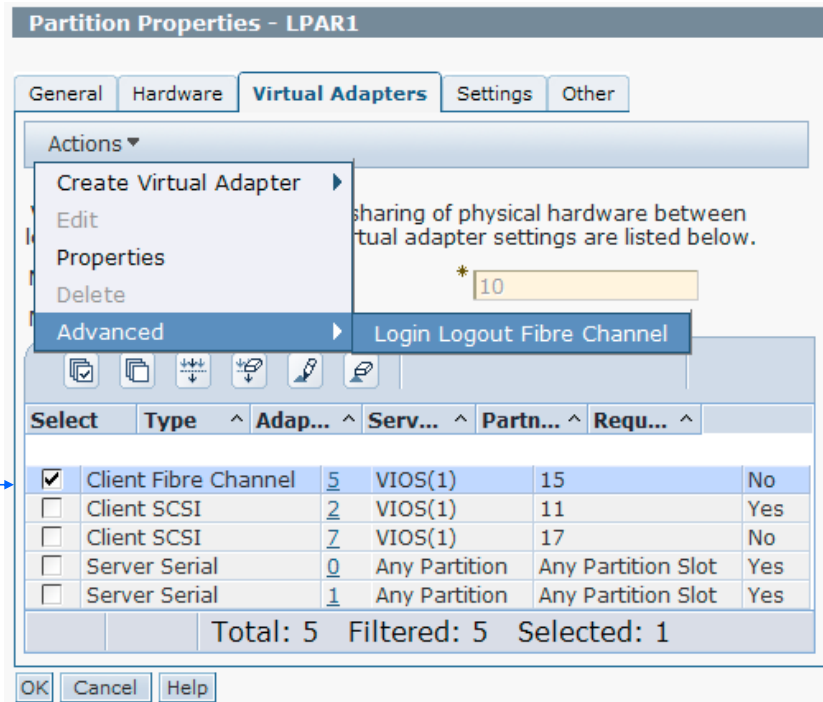 Partition Properties - LPAR1
General Hardware Virtual Adapters Settings Other
Actions
Create Virtual Adapter
sharing of physical hardware between
Edit
rtual adapter settings are listed below.
Properties
* 10
Delete
Advanced
Login Logout Fibre Channel
Select Type ^ Adap... ^ Serv... ^ Partn... ^ Requ... ^
Client Fibre Channel 5 VIOS(1) 15 No
Client SCSI 2 VIOS(1) 11 Yes
Client SCSI 7 VIOS(1) 17 No
Server Serial 0 Any Partition Any Partition Slot Yes
Server Serial 1 Any Partition Any Partition Slot Yes
Total: 5 Filtered: 5 Selected: 1
OK Cancel Help